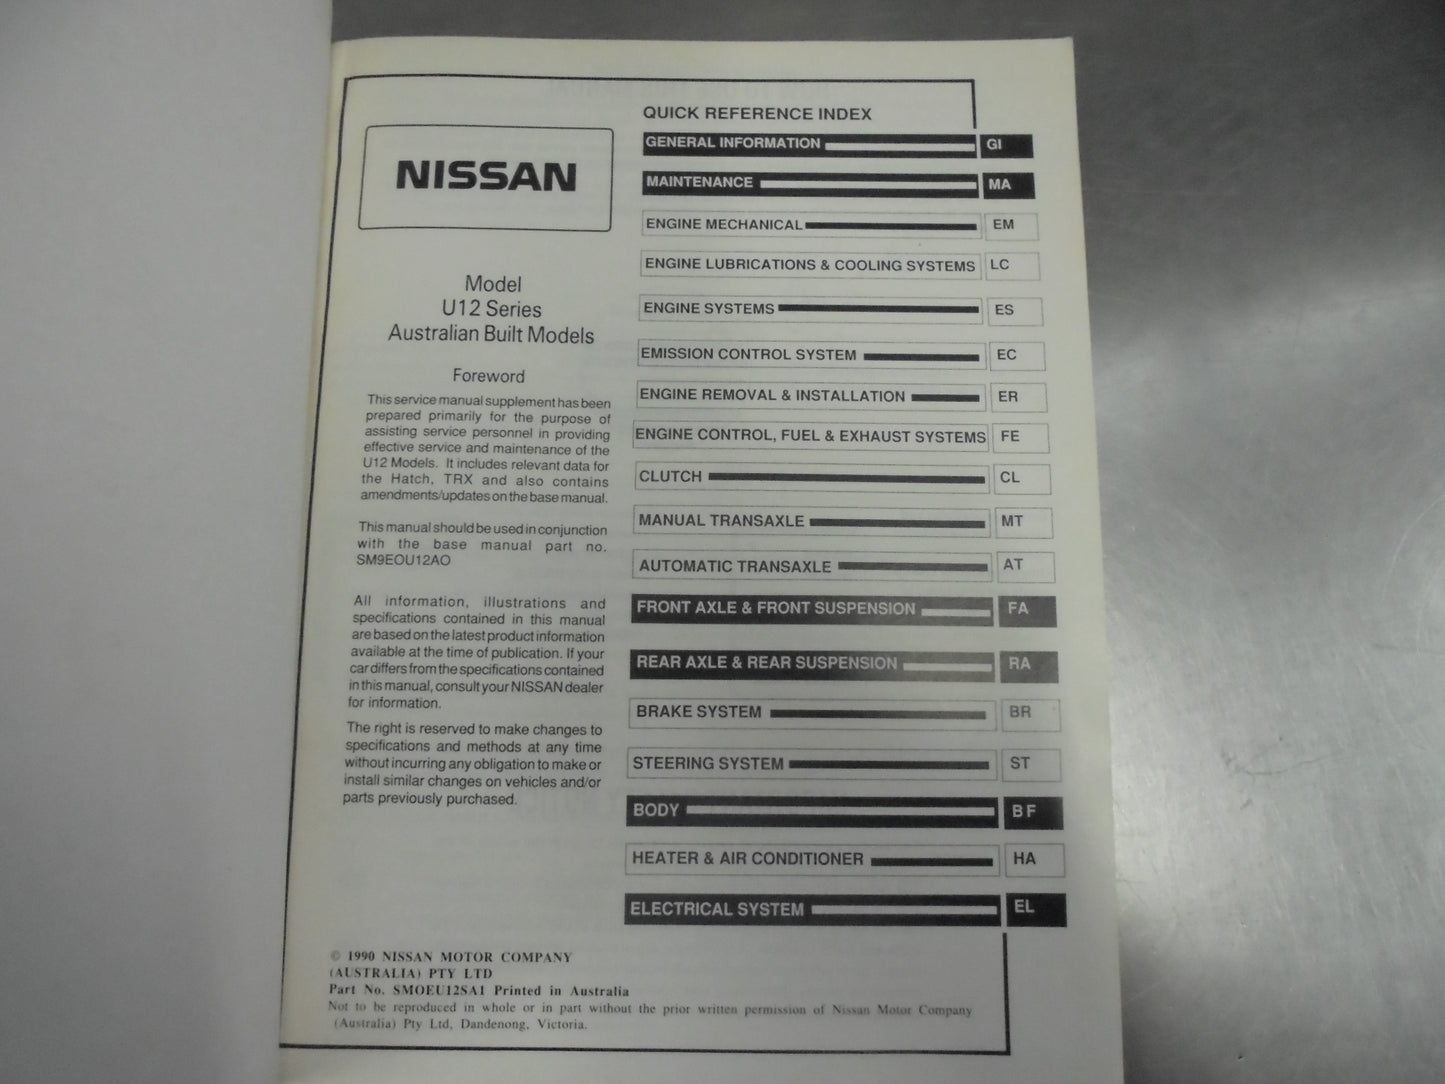 NISSAN
Model
U12 Series
Australian Built Models
Foreword
This service manual supplement has been
prepared primarily for the purpose of
assisting service personnel in providing
effective service and maintenance of the
U12 Models. It includes relevant data for
the Hatch, TRX and also contains
amendments/updates on the base manual.
This manual should be used in conjunction
with the base manual part no.
SM9EOU12AO
All information, illustrations and
specifications contained in this manual
are based on the latest product information
available at the time of publication. If your
car differs from the specifications contained
in this manual, consult your NISSAN dealer
for information.
The right is reserved to make changes to
specifications and methods at any time
without incurring any obligation to make or
install similar changes on vehicles and/or
parts previously purchased.
QUICK REFERENCE INDEX
GENERAL INFORMATION GI
MAINTENANCE MA
ENGINE MECHANICAL EM
ENGINE LUBRICATIONS & COOLING SYSTEMS LC
ENGINE SYSTEMS ES
EMISSION CONTROL SYSTEM EC
ENGINE REMOVAL & INSTALLATION ER
ENGINE CONTROL, FUEL & EXHAUST SYSTEMS FE
CLUTCH CL
MANUAL TRANSAXLE MT
AUTOMATIC TRANSAXLE AT
FRONT AXLE & FRONT SUSPENSION FA
REAR AXLE & REAR SUSPENSION RA
BRAKE SYSTEM BR
STEERING SYSTEM ST
BODY BF
HEATER & AIR CONDITIONER HA
ELECTRICAL SYSTEM EL
© 1990 NISSAN MOTOR COMPANY
(AUSTRALIA) PTY LTD
Part No. SMOEU12SA1 Printed in Australia
Not to be reproduced in whole or in part without the prior written permission of Nissan Motor Company
(Australia) Pty Ltd, Dandenong, Victoria.